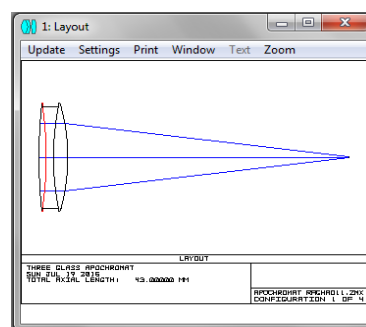 1: Layout
Update Settings Print Window Text Zoom
LAYOUT
THREE GLASS APOCHROMAT
SUN JUL 19 2015
TOTAL AXIAL LENGTH: 43.00000 MM
APOCHROMAT RAGHAD11.ZMX
CONFIGURATION 1 OF 4